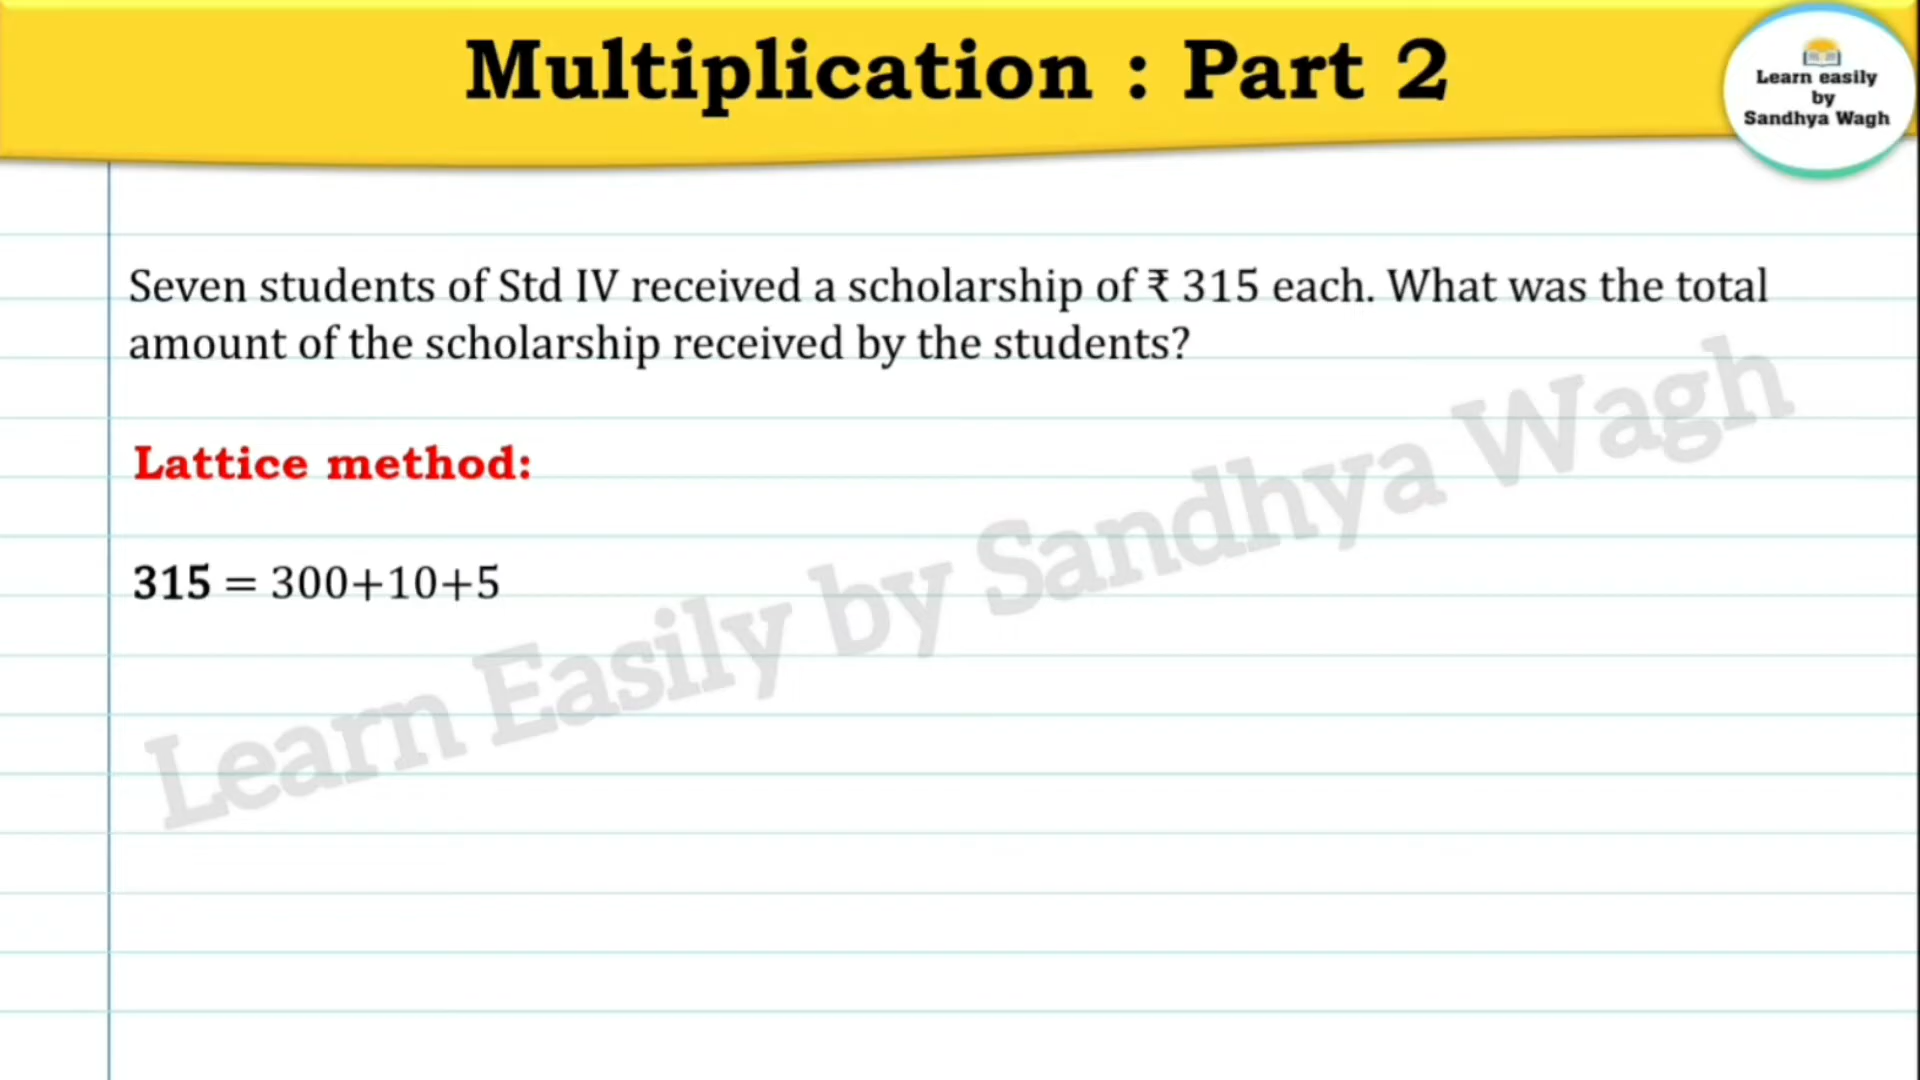 Multiplication : Part 2
Learn easily
by
Sandhya Wagh
Seven students of Std IV received a scholarship of ₹ 315 each. What was the total
amount of the scholarship received by the students?
Lattice method:
315 = 300+10+5
Learn Easily by Sandhya Wagh